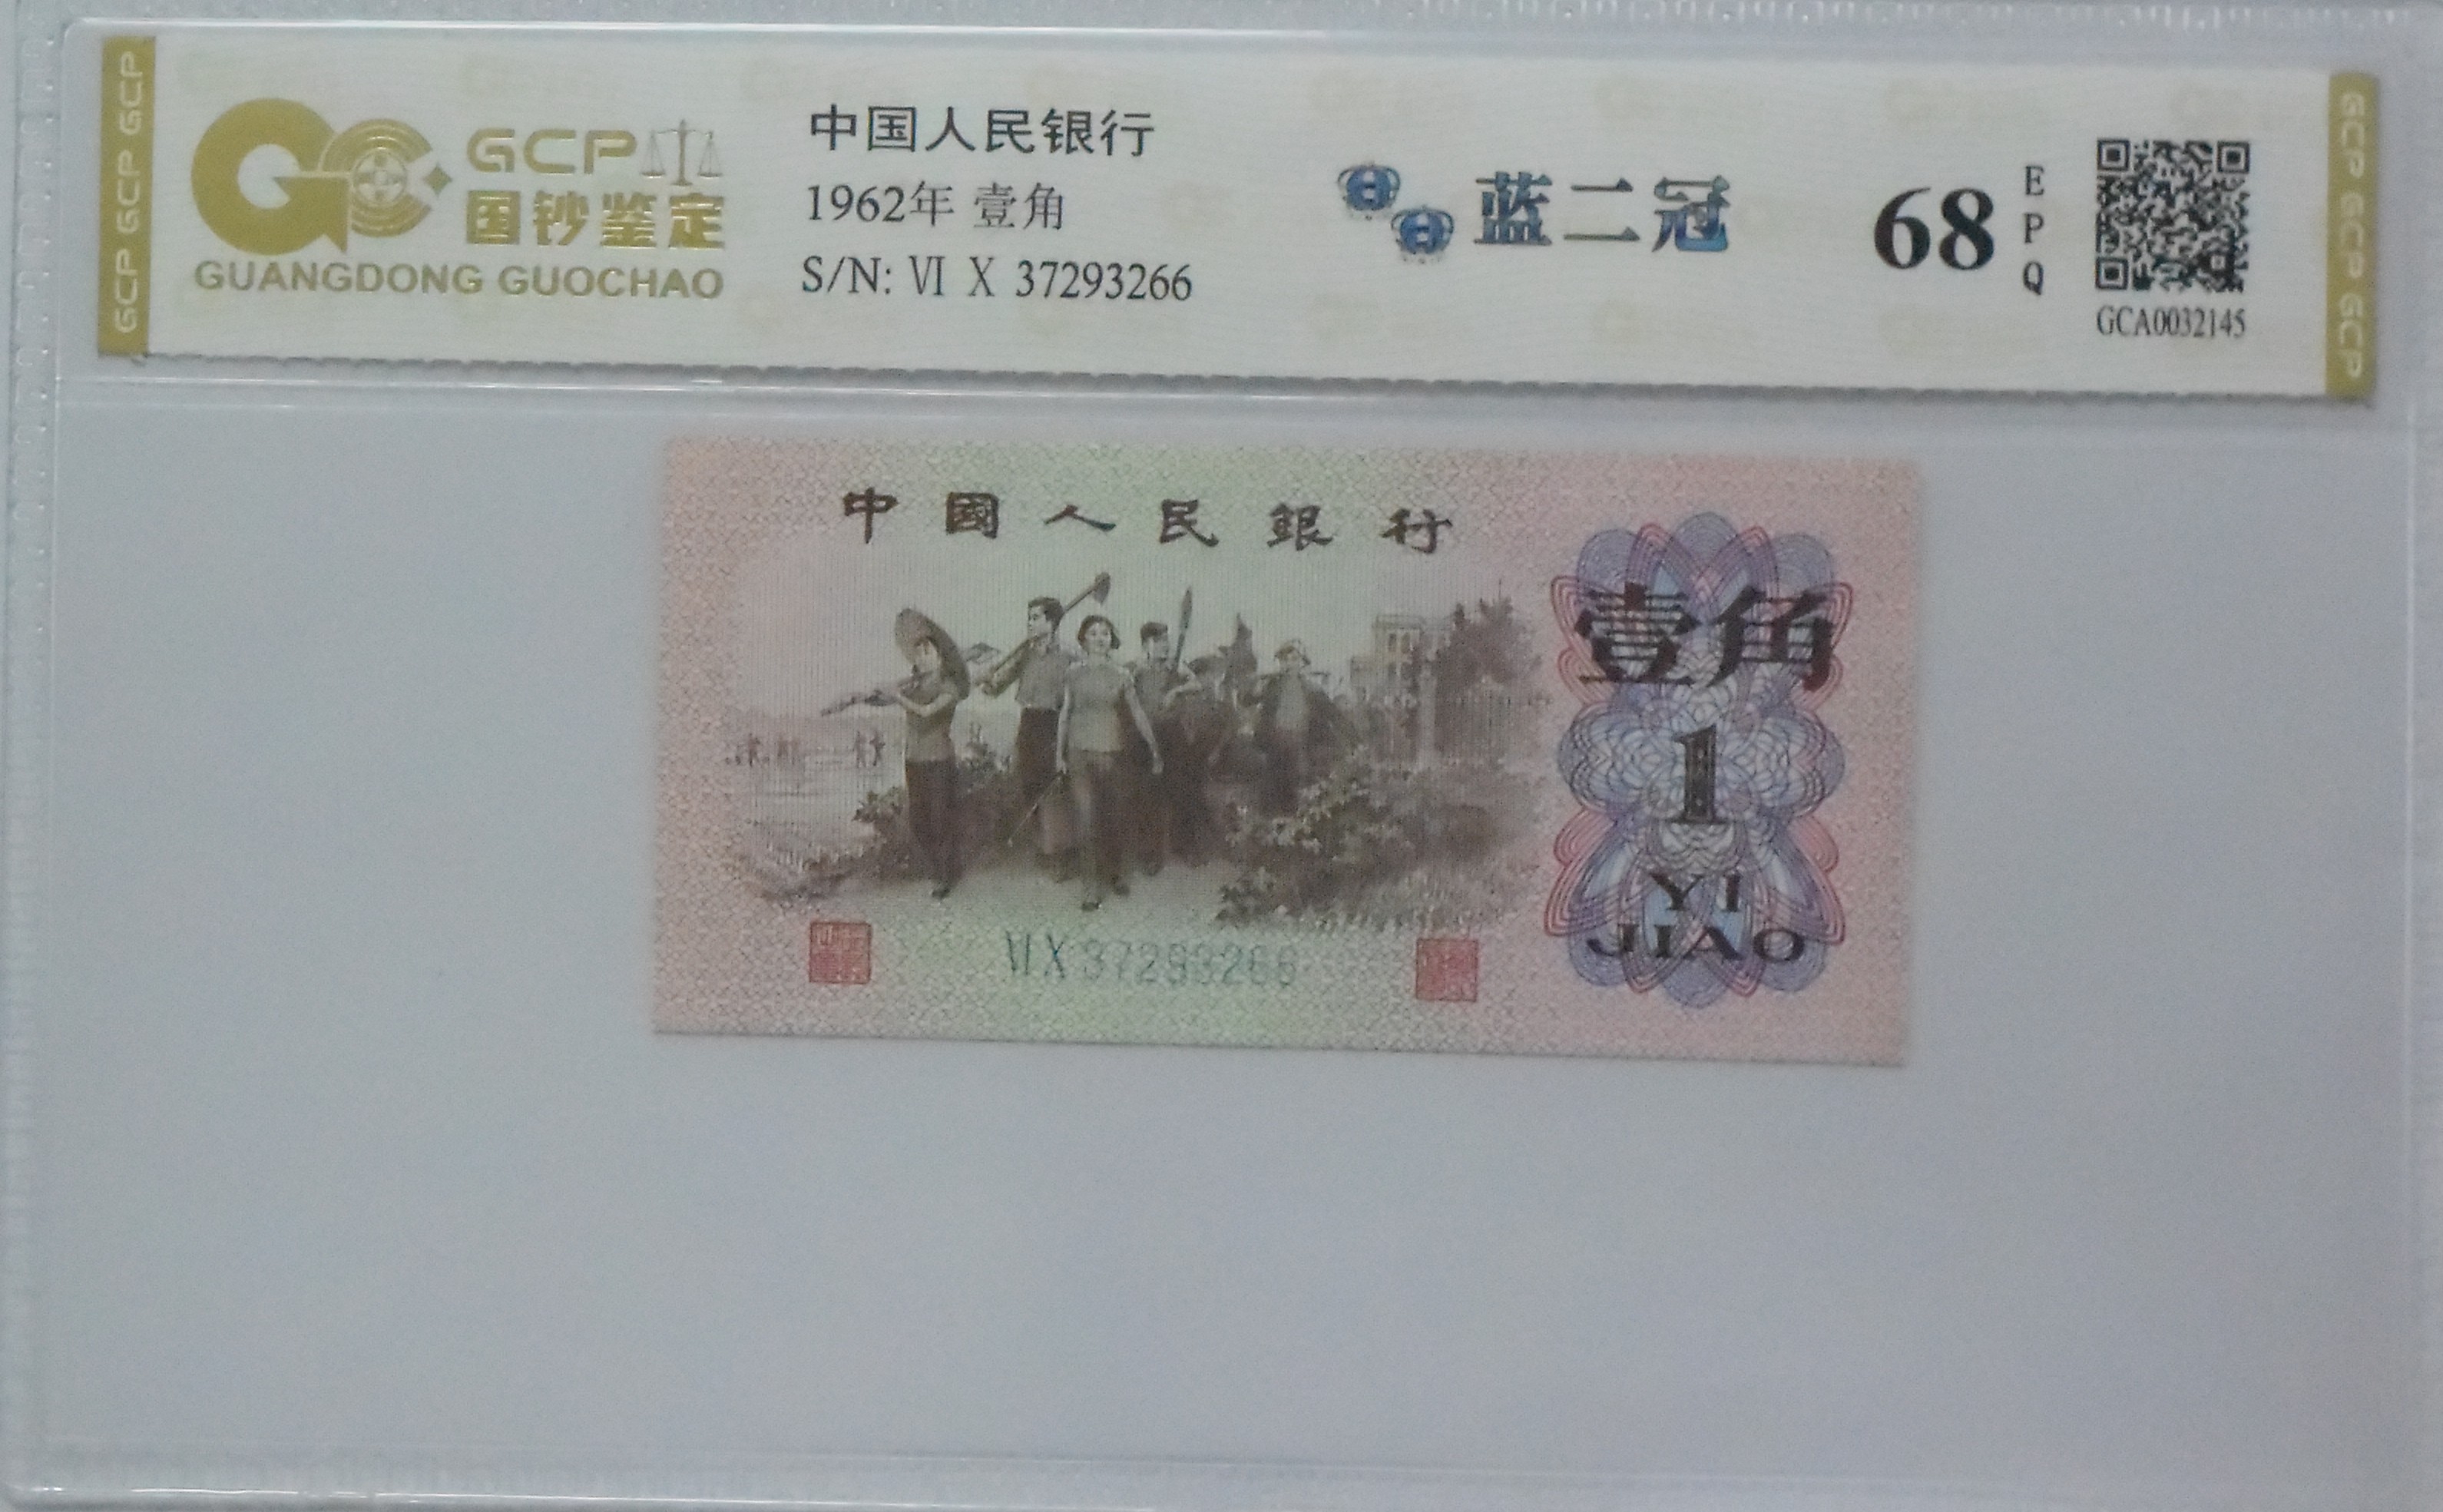 GCP GCP GCP
GCP
国钞鉴定
GUANGDONG GUOCHAO
中国人民银行
1962年 壹角
S/N: Ⅵ Ⅹ 37293266
蓝二冠
68
E
P
Q
GCA0032145
GCP GCP GCP
中國人民銀行
壹角
1
YI
JIAO
ⅥⅩ37293266